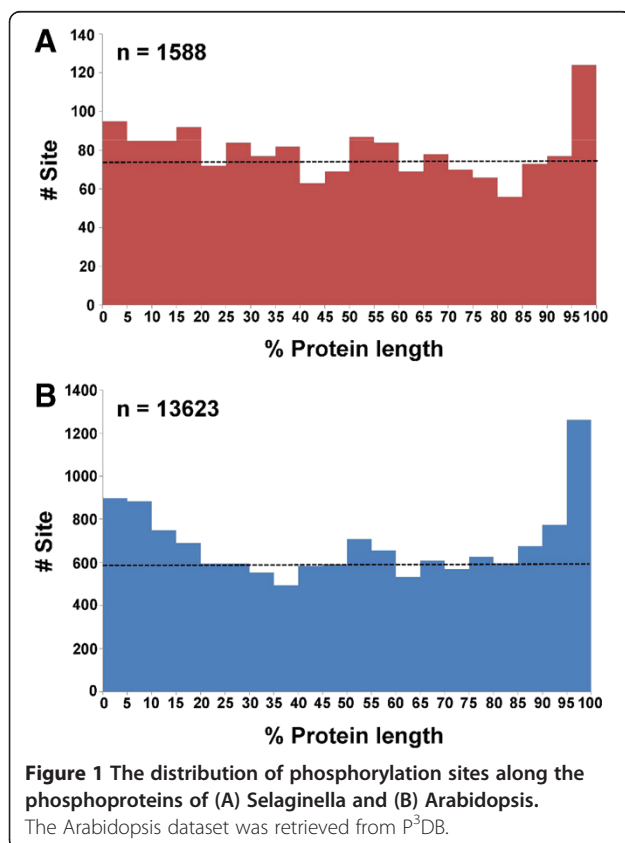 A
n = 1588
140
120
100
80
60
40
20
0
# Site
0 5 10 15 20 25 30 35 40 45 50 55 60 65 70 75 80 85 90 95 100
% Protein length
B
n = 13623
1400
1200
1000
800
600
400
200
0
# Site
0 5 10 15 20 25 30 35 40 45 50 55 60 65 70 75 80 85 90 95 100
% Protein length
Figure 1 The distribution of phosphorylation sites along the
phosphoproteins of (A) Selaginella and (B) Arabidopsis.
The Arabidopsis dataset was retrieved from P³DB.